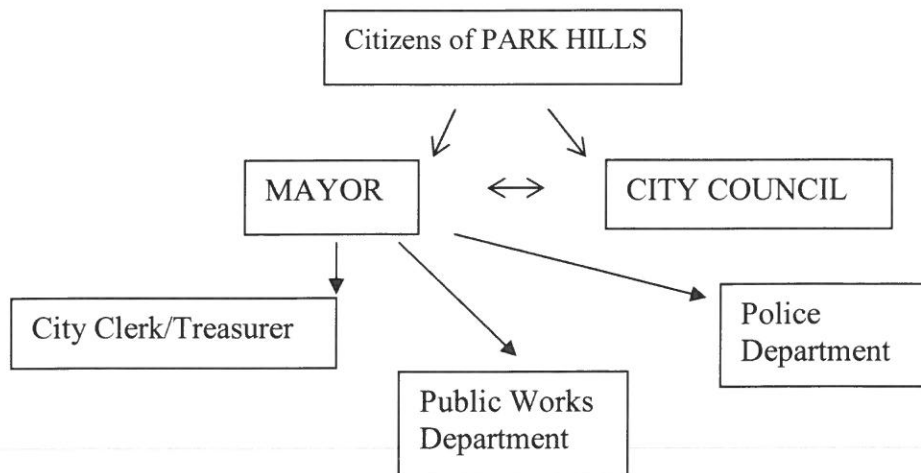 Citizens of PARK HILLS
MAYOR
CITY COUNCIL
City Clerk/Treasurer
Police
Department
Public Works
Department